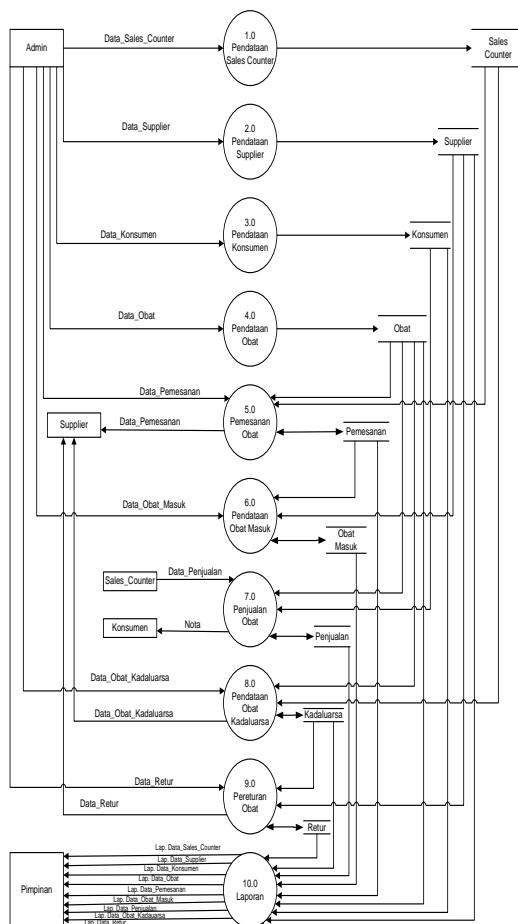 Admin
Data_Sales_Counter
1.0
Pendataan
Sales Counter
Sales
Counter
Data_Supplier
2.0
Pendataan
Supplier
Supplier
Data_Konsumen
3.0
Pendataan
Konsumen
Konsumen
Data_Obat
4.0
Pendataan
Obat
Obat
Data_Pemesanan
5.0
Pemesanan
Obat
Supplier
Data_Pemesanan
Pemesanan
Data_Obat_Masuk
6.0
Pendataan
Obat Masuk
Obat
Masuk
Sales_Counter
Data_Penjualan
7.0
Penjualan
Obat
Konsumen
Nota
Penjualan
Data_Obat_Kadaluarsa
8.0
Pendataan
Obat
Kadaluarsa
Data_Obat_Kadaluarsa
Kadaluarsa
Data_Retur
9.0
Pereturan
Obat
Data_Retur
Retur
Pimpinan
Lap. Data_Sales_Counter
Lap. Data_Supplier
Lap. Data_Konsumen
Lap. Data_Obat
Lap. Data_Pemesanan
Lap. Data_Obat_Masuk
Lap. Data_Penjualan
Lap. Data_Obat_Kadauarsa
Lap. Data_Retur
10.0
Laporan